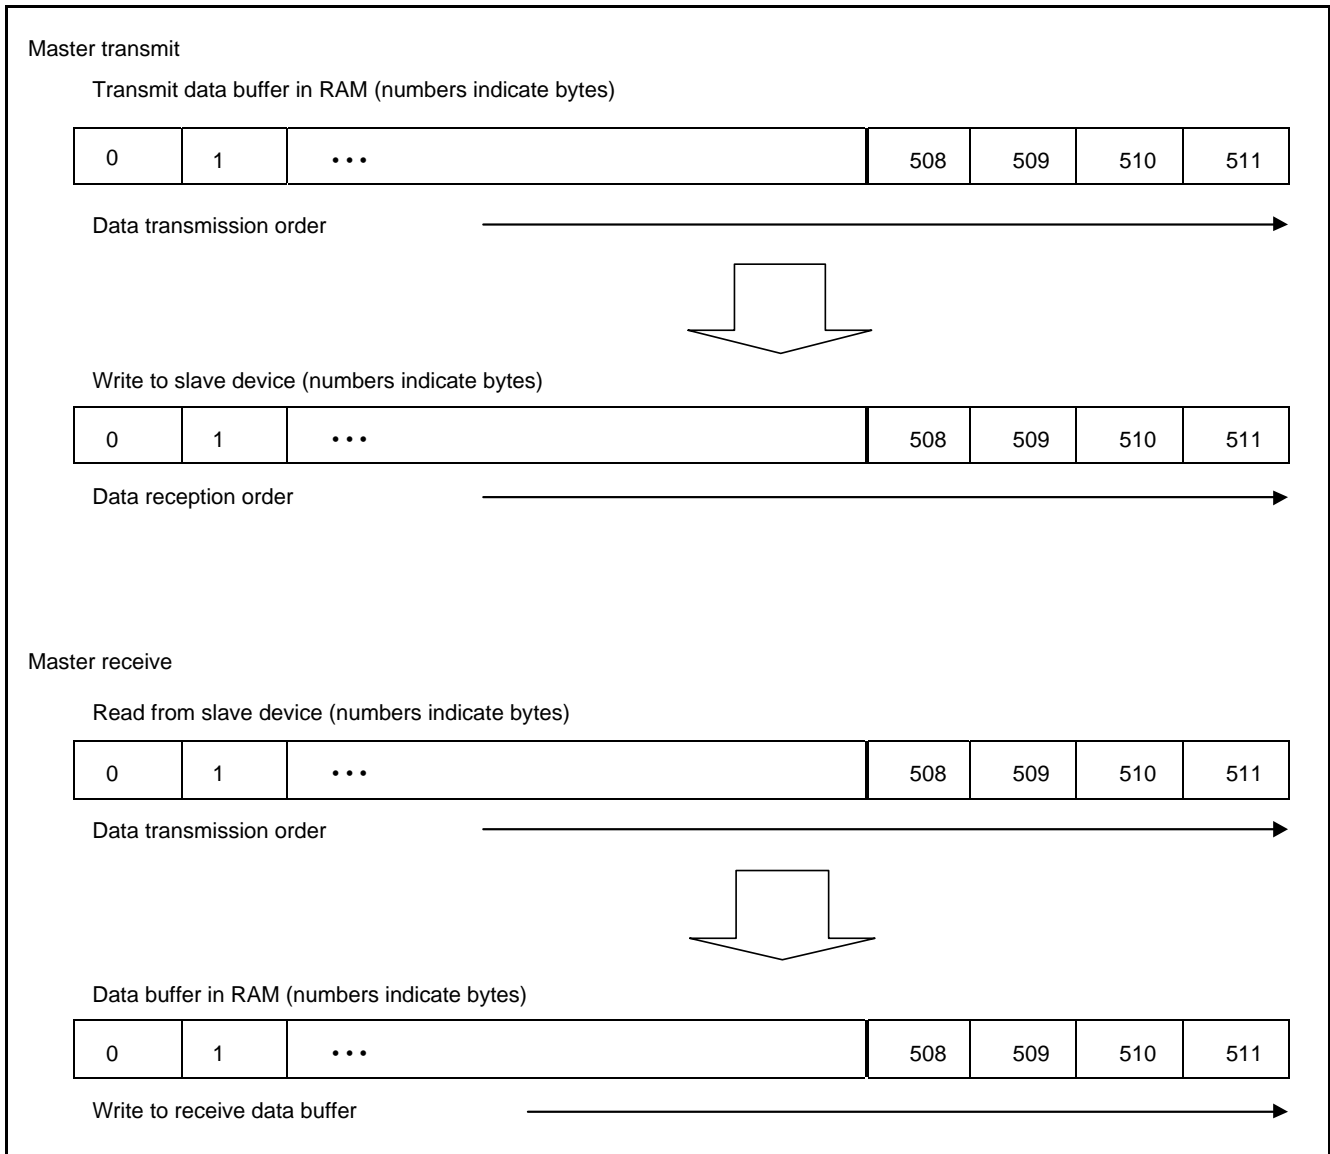 Master transmit
Transmit data buffer in RAM (numbers indicate bytes)
0 1 ••• 508 509 510 511
Data transmission order
Write to slave device (numbers indicate bytes)
0 1 ••• 508 509 510 511
Data reception order
Master receive
Read from slave device (numbers indicate bytes)
0 1 ••• 508 509 510 511
Data transmission order
Data buffer in RAM (numbers indicate bytes)
0 1 ••• 508 509 510 511
Write to receive data buffer